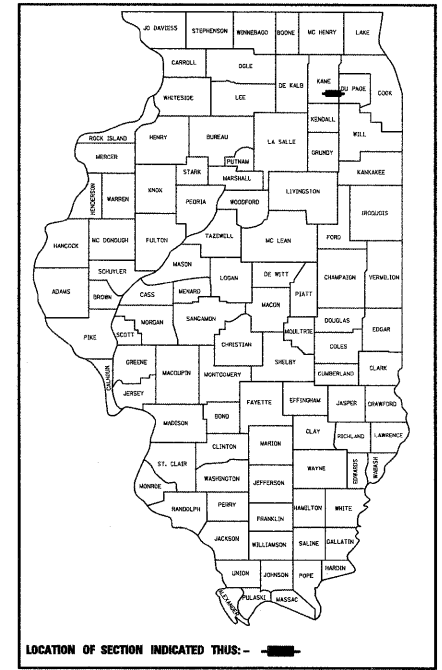 JO DAVIESS STEPHENSON WINNEBAGO BOONE MC HENRY LAKE
CARROLL OGLE
DE KALB KANE DU PAGE COOK
WHITESIDE LEE
KENDALL WILL
ROCK ISLAND HENRY BUREAU LA SALLE GRUNDY
MERCER PUTNAM
STARK MARSHALL KANKAKEE
HENDERSON WARREN KNOX PEORIA WOODFORD LIVINGSTON IROQUOIS
HANCOCK MC DONOUGH FULTON TAZEWELL MC LEAN FORD
MASON
SCHUYLER LOGAN DE WITT CHAMPAIGN VERMILION
ADAMS BROWN CASS MENARD MACON PIATT
PIKE SCOTT MORGAN SANGAMON MOULTRIE DOUGLAS EDGAR
CHRISTIAN COLES
GREENE SHELBY
CALHOUN MACOUPIN MONTGOMERY CUMBERLAND CLARK
JERSEY FAYETTE EFFINGHAM JASPER CRAWFORD
MADISON BOND
CLAY
CLINTON MARION RICHLAND LAWRENCE
ST. CLAIR WAYNE EDWARDS WABASH
MONROE WASHINGTON JEFFERSON
RANDOLPH PERRY HAMILTON WHITE
FRANKLIN
JACKSON WILLIAMSON SALINE GALLATIN
UNION JOHNSON POPE HARDIN
ALEXANDER PULASKI MASSAC
LOCATION OF SECTION INDICATED THUS:-